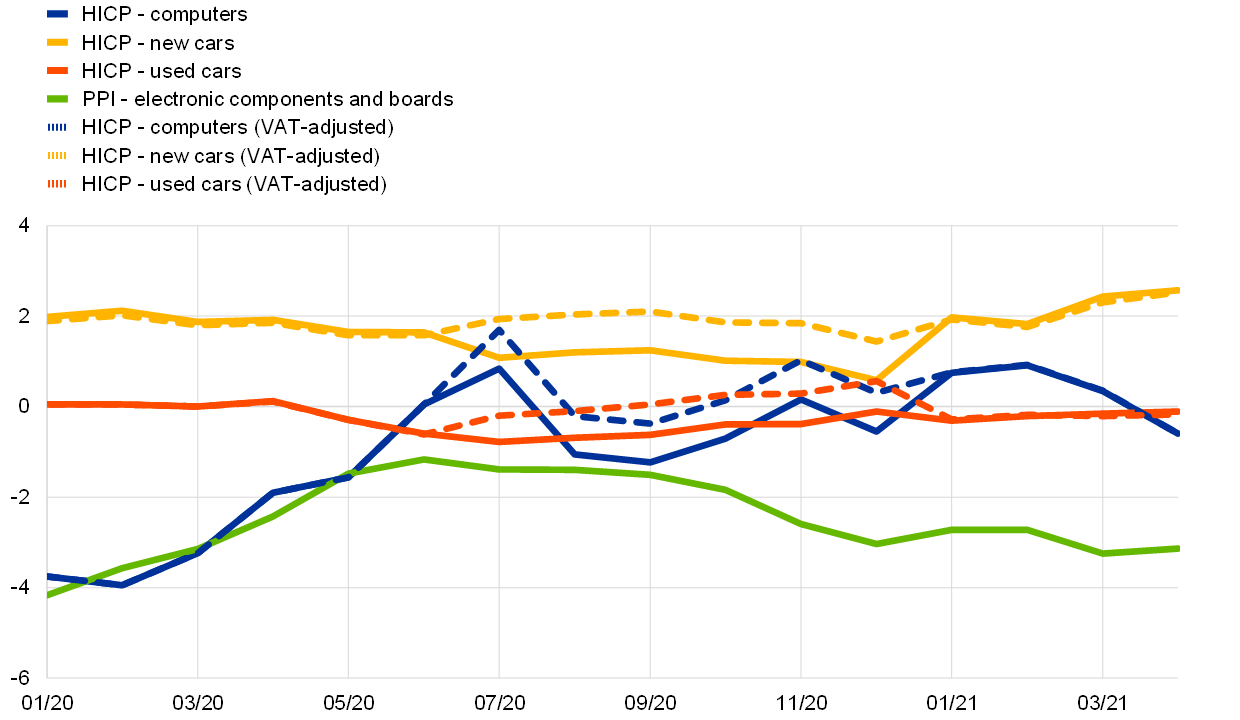 HICP - computers
HICP - new cars
HICP - used cars
PPI - electronic components and boards
HICP - computers (VAT-adjusted)
HICP - new cars (VAT-adjusted)
HICP - used cars (VAT-adjusted)
4
2
0
-2
-4
-6
01/20 03/20 05/20 07/20 09/20 11/20 01/21 03/21